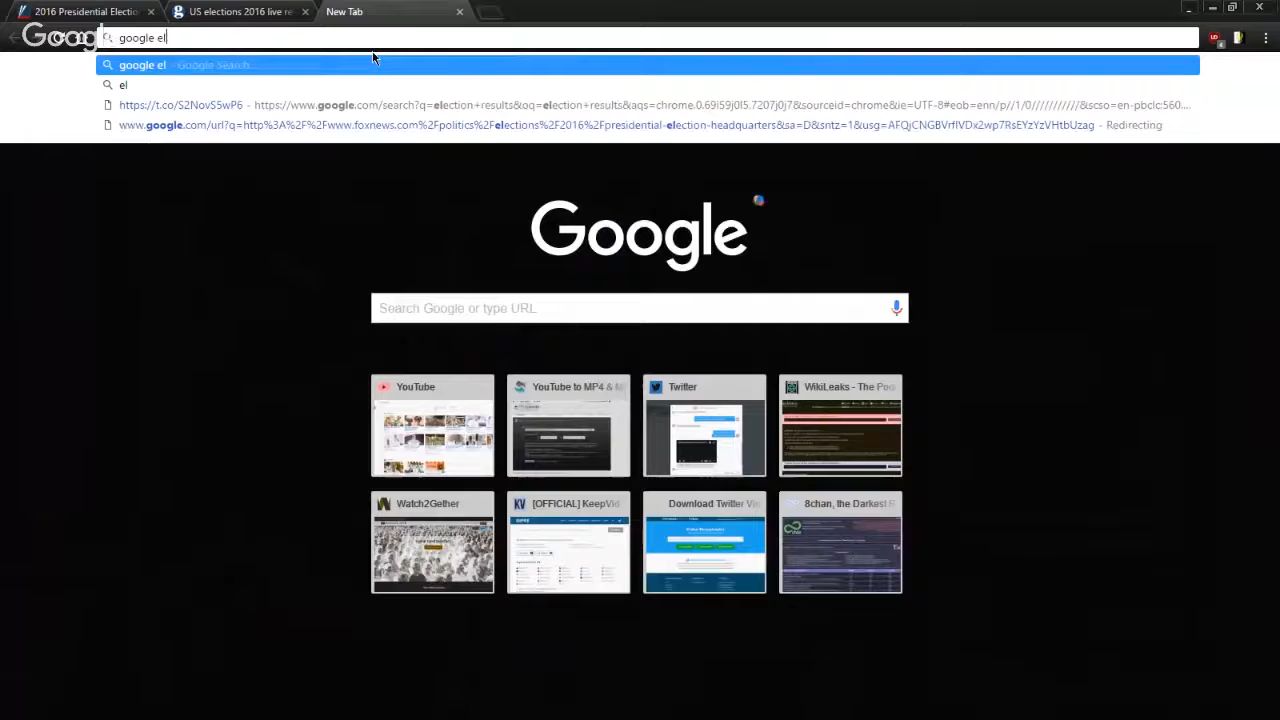 2016 Presidential Electio
US elections 2016 live re
New Tab
Google
google el
google el - Google Search
el
https://t.co/S2NovS5wP6 - https://www.google.com/search?q=election+results&oq=election+results&aqs=chrome.0.69i59j0l5.7207j0j7&sourceid=chrome&ie=UTF-8#eob=enn/p//1/0///////////&scso=en-pbclc:560...
www.google.com/url?q=http%3A%2F%2Fwww.foxnews.com%2Fpolitics%2Felections%2F2016%2Fpresidential-election-headquarters&sa=D&sntz=1&usg=AFQjCNGBVrfIVDx2wp7RsEYzYzVHtbUzag - Redirecting
Google
Search Google or type URL
YouTube
YouTube to MP4 & M
Twitter
WikiLeaks - The Pod
Watch2Gether
[OFFICIAL] KeepVid
Download Twitter Vi
8chan, the Darkest R